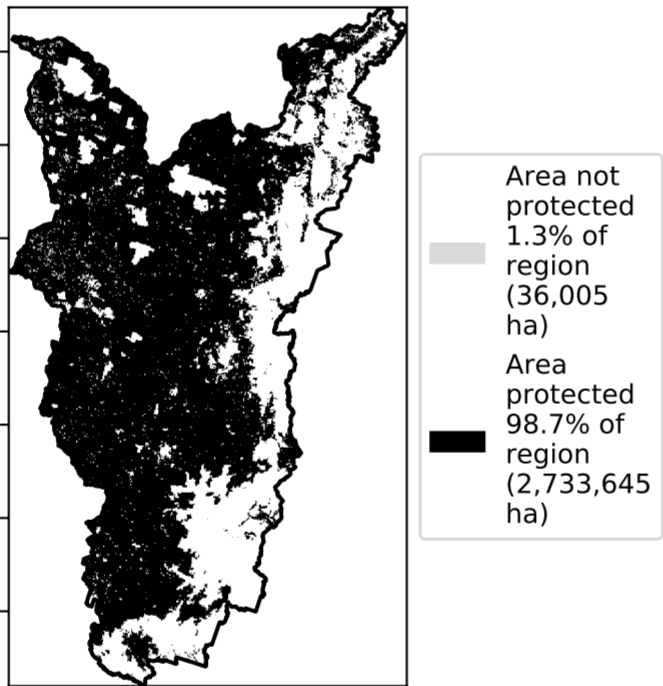 Area not
protected
1.3% of
region
(36,005
ha)
Area
protected
98.7% of
region
(2,733,645
ha)